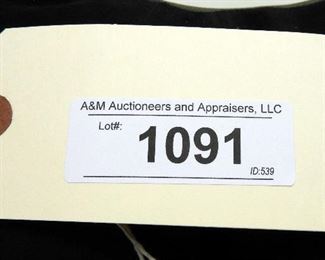 A&M Auctioneers and Appraisers, LLC
Lot#:
1091
ID:539